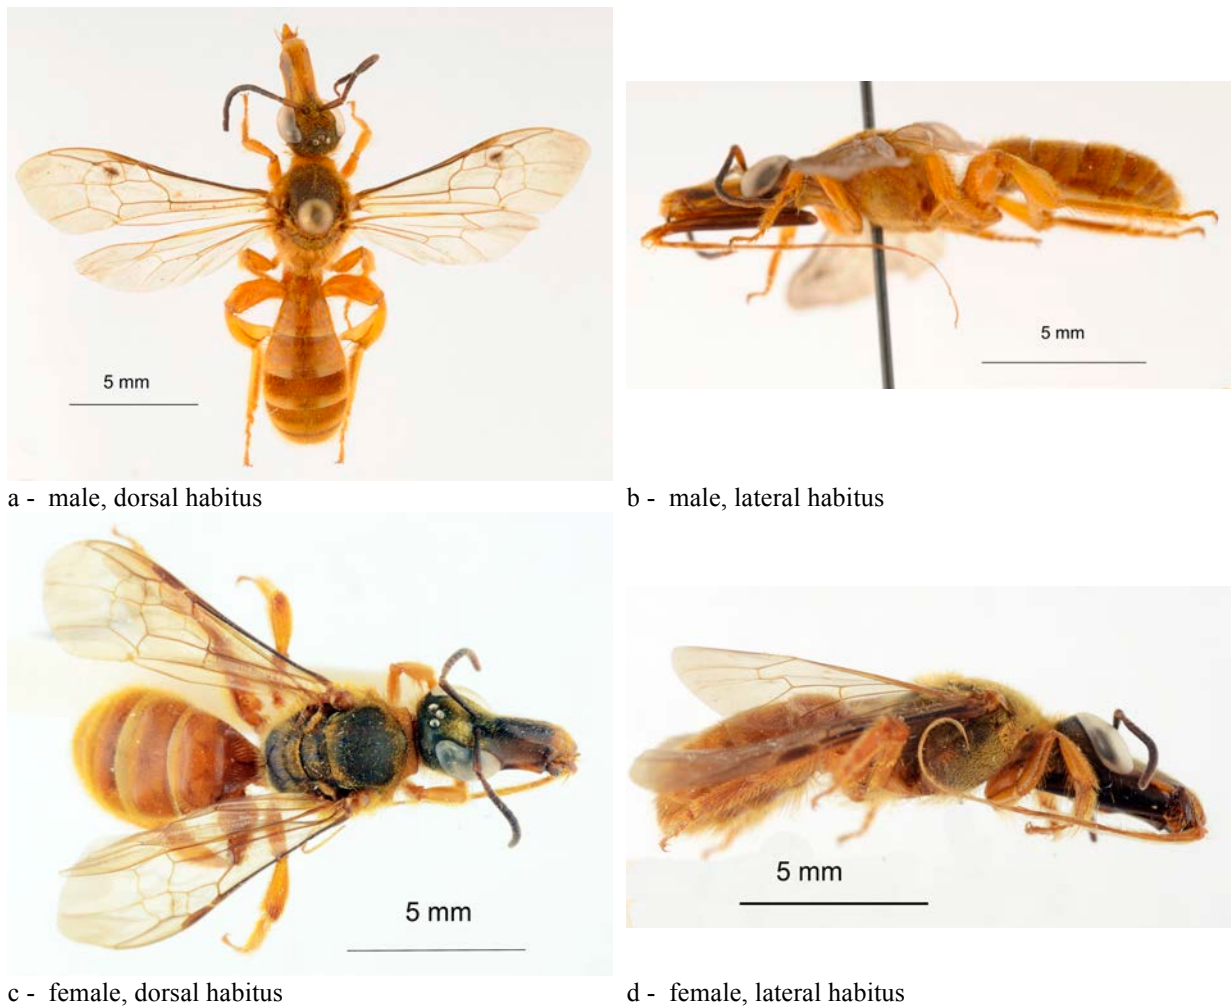 5 mm
5 mm
a - male, dorsal habitus
b - male, lateral habitus
5 mm
5 mm
c - female, dorsal habitus
d - female, lateral habitus